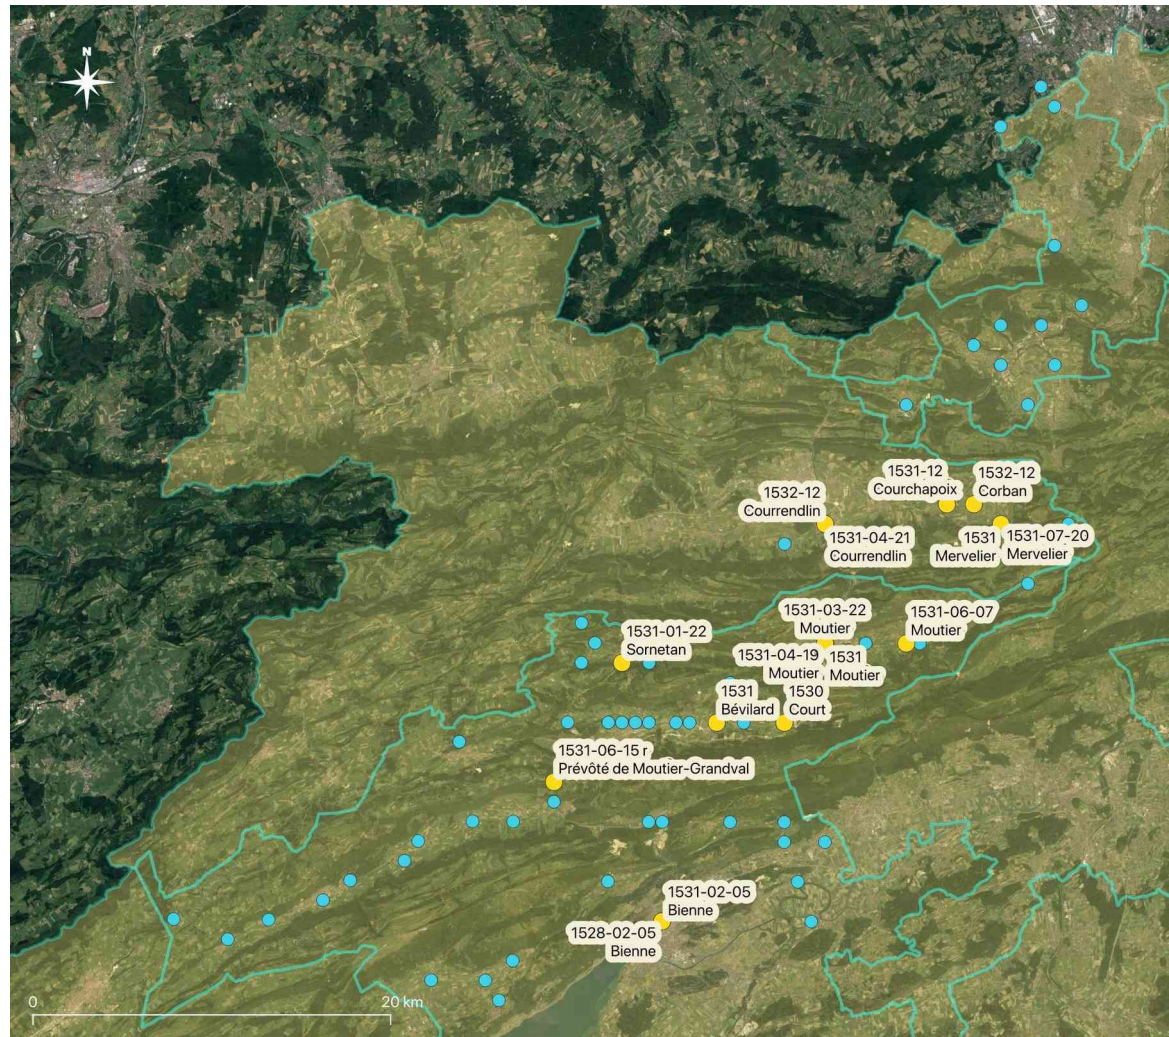 N
1531-12
Courchapoix
1532-12
Corban
1532-12
Courrendlin
1531-04-21
Courrendlin
1531
Mervelier
1531-07-20
Mervelier
1531-03-22
Moutier
1531-06-07
Moutier
1531-01-22
Sornetan
1531-04-19
Moutier
1531
Moutier
1531
Bévilard
1530
Court
1531-06-15 r
Prévôté de Moutier-Grandval
1531-02-05
Bienne
1528-02-05
Bienne
0
20 km